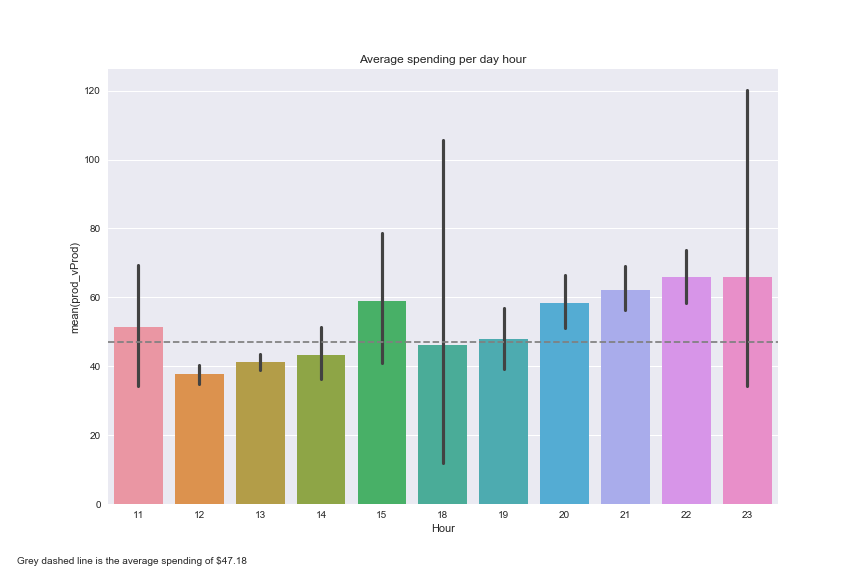 Average spending per day hour
120
100
80
60
40
20
0
mean(prod_vProd)
11 12 13 14 15 18 19 20 21 22 23
Hour
Grey dashed line is the average spending of $47.18